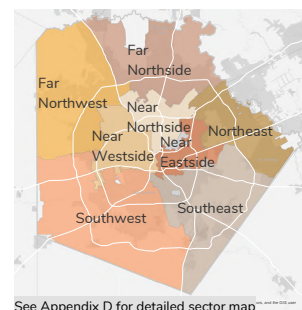 Far
Northside
Far
Northwest
Near
Northside
Northeast
Near
Westside
Near
Eastside
Southwest
Southeast
See Appendix D for detailed sector map